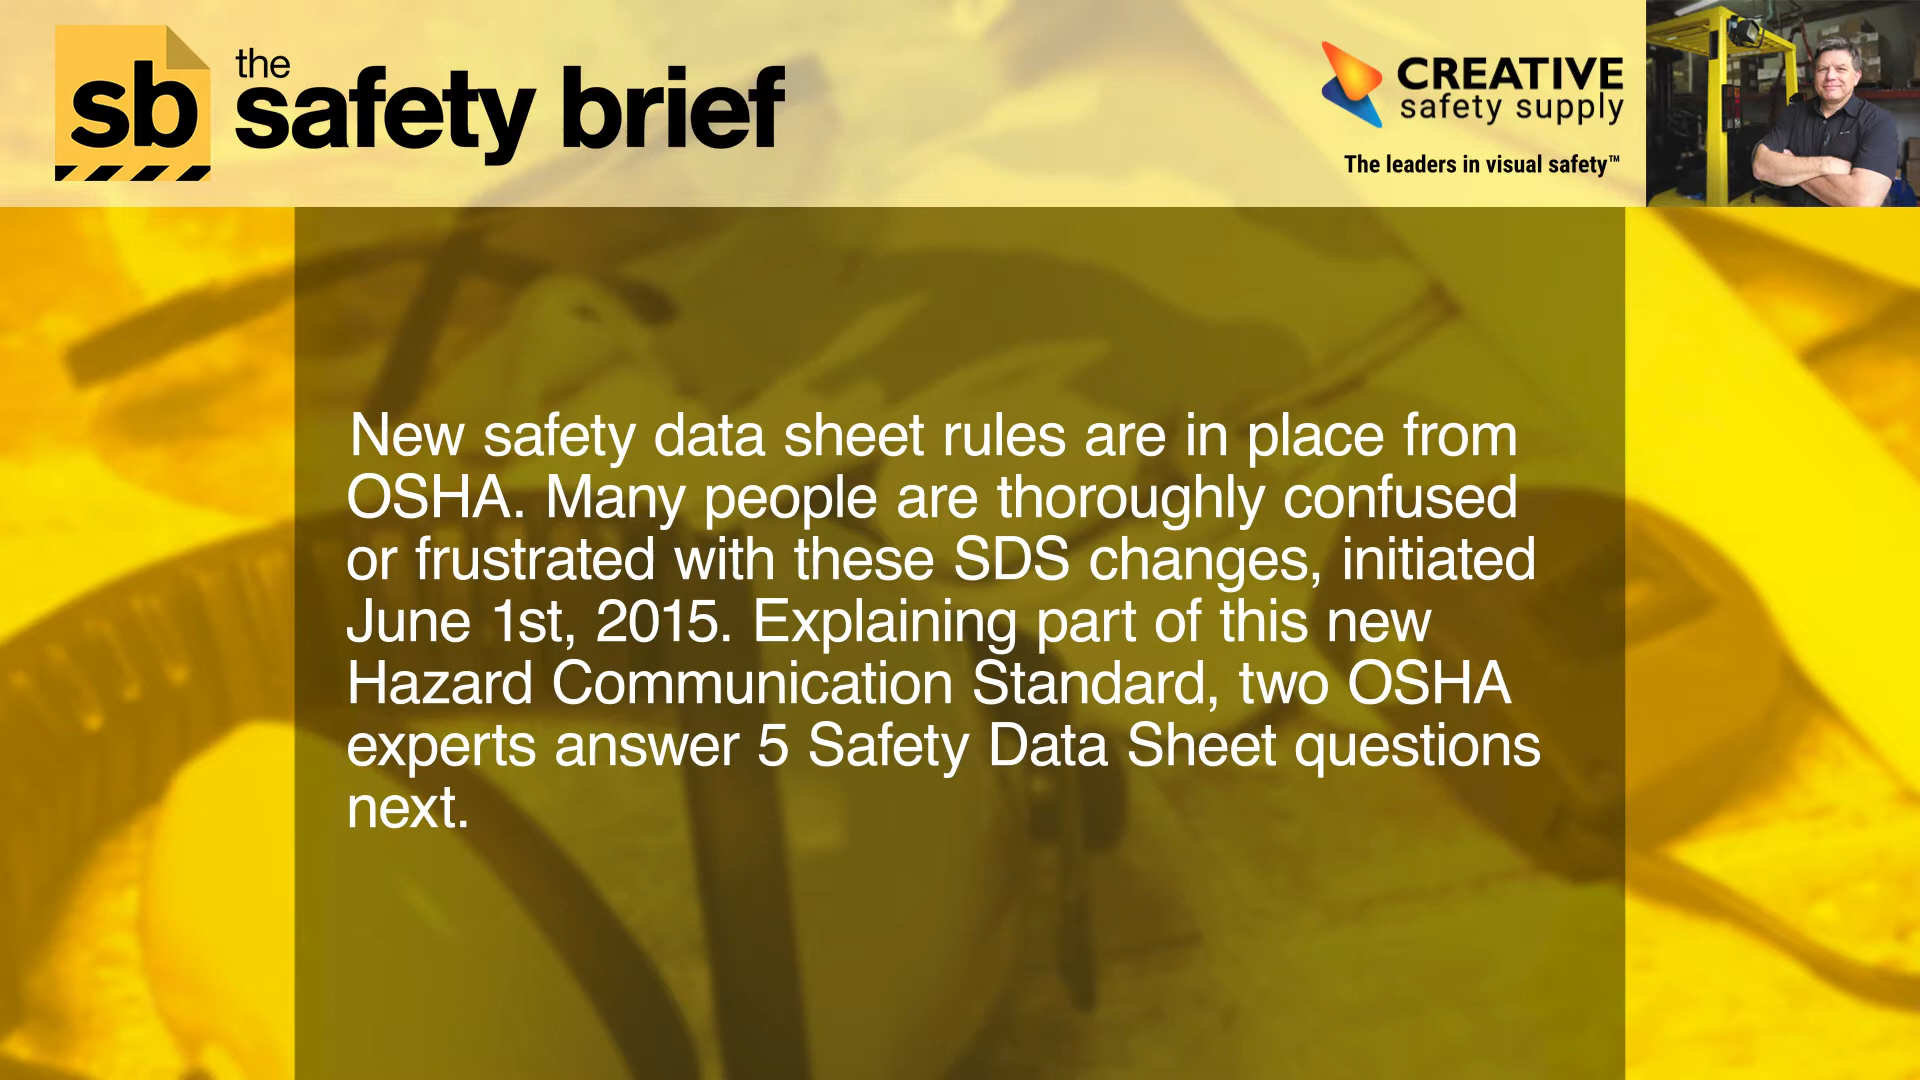 sb
the
safety brief
CREATIVE
safety supply
The leaders in visual safety™
New safety data sheet rules are in place from
OSHA. Many people are thoroughly confused
or frustrated with these SDS changes, initiated
June 1st, 2015. Explaining part of this new
Hazard Communication Standard, two OSHA
experts answer 5 Safety Data Sheet questions
next.